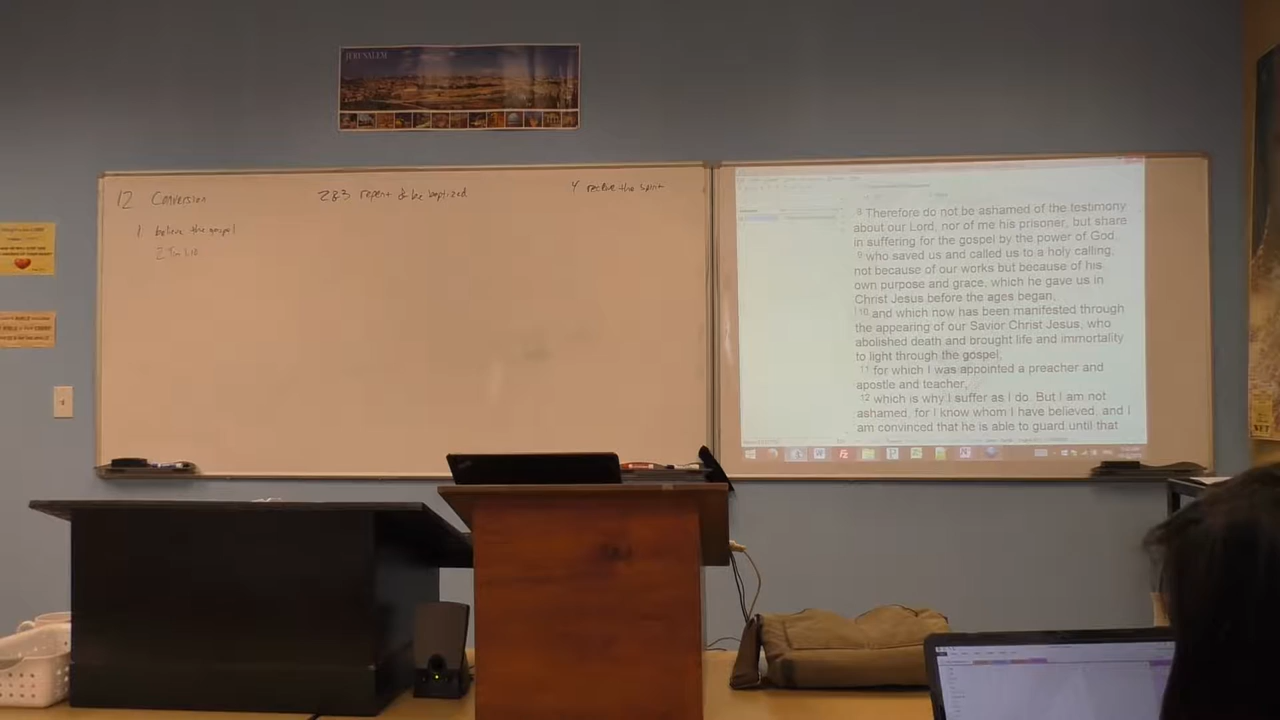 JERUSALEM
12 Conversion
2&3 repent & be baptized
4 receive the Spirit
1. believe the gospel
2 Tim 1.10
8 Therefore do not be ashamed of the testimony
about our Lord, nor of me his prisoner, but share
in suffering for the gospel by the power of God,
9 who saved us and called us to a holy calling,
not because of our works but because of his
own purpose and grace, which he gave us in
Christ Jesus before the ages began,
10 and which now has been manifested through
the appearing of our Savior Christ Jesus, who
abolished death and brought life and immortality
to light through the gospel,
11 for which I was appointed a preacher and
apostle and teacher,
12 which is why I suffer as I do. But I am not
ashamed, for I know whom I have believed, and I
am convinced that he is able to guard until that